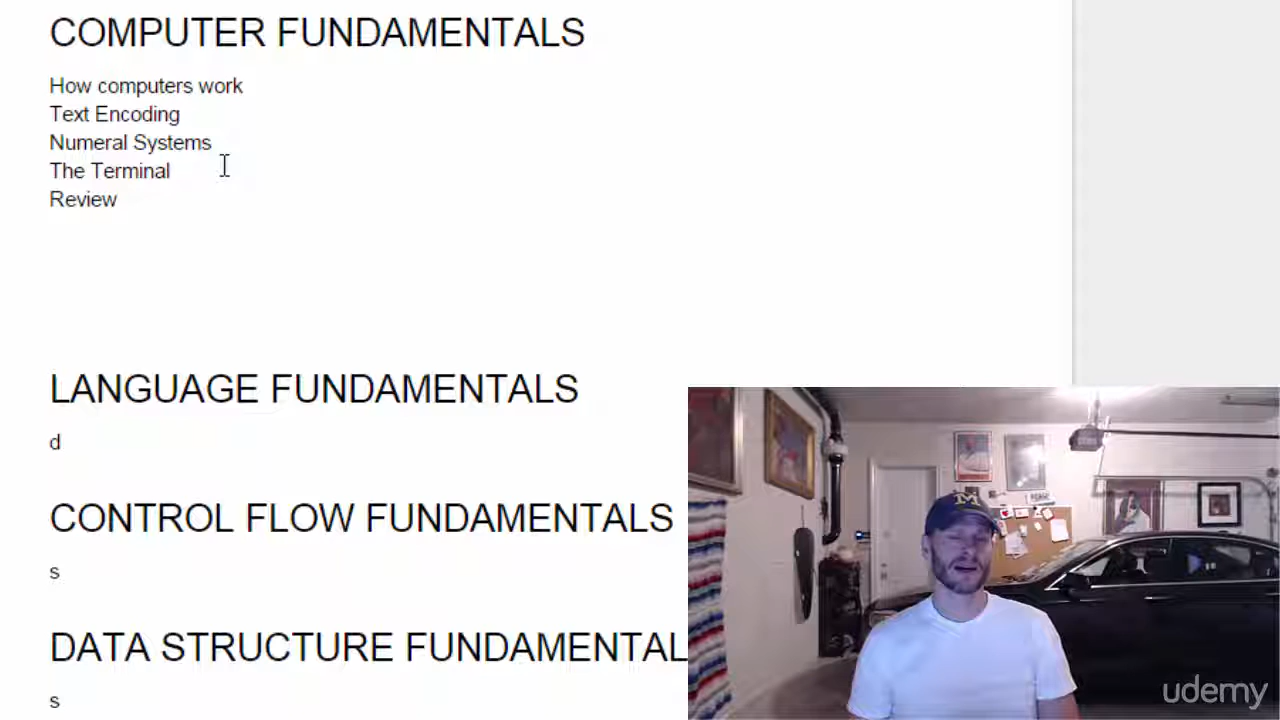 COMPUTER FUNDAMENTALS
How computers work
Text Encoding
Numeral Systems
The Terminal
Review
LANGUAGE FUNDAMENTALS
d
CONTROL FLOW FUNDAMENTALS
s
DATA STRUCTURE FUNDAMENTAL
s
M
udemy